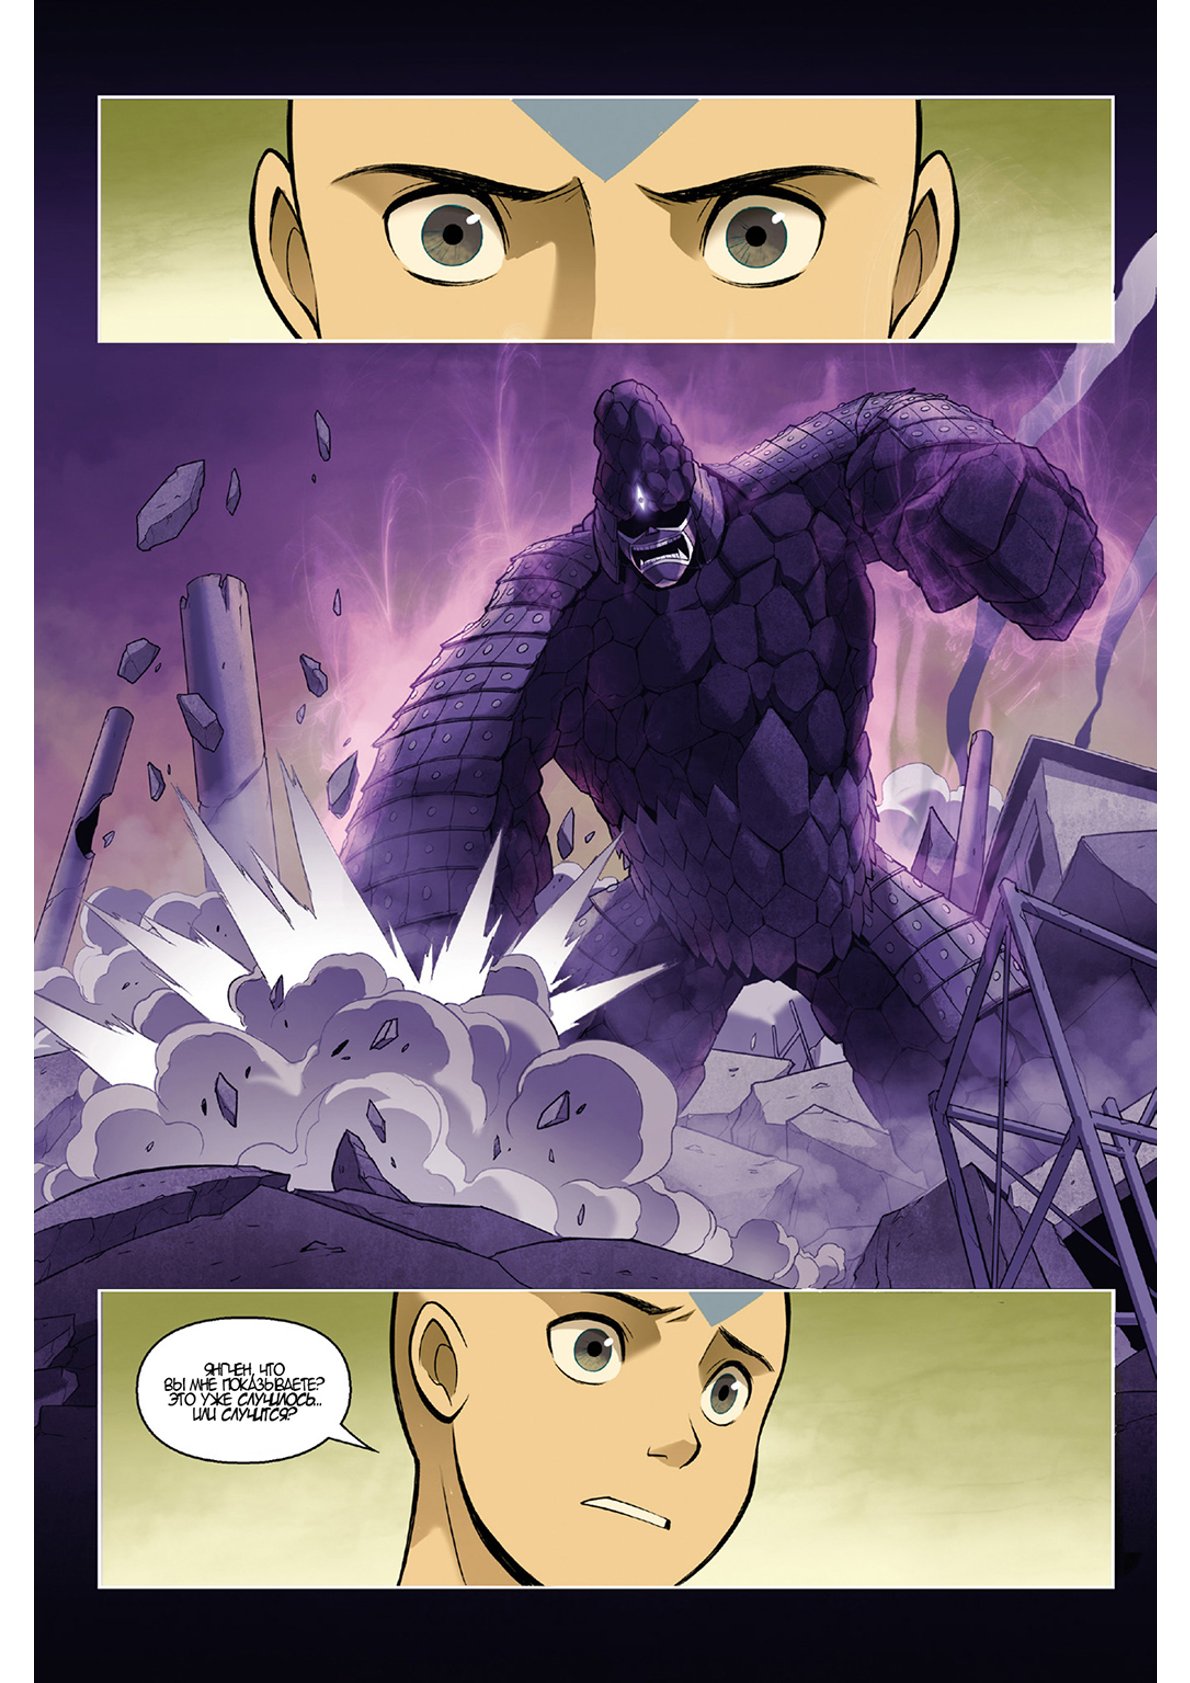 ЯНГЧЕН, ЧТО
ВЫ МНЕ ПОКАЗЫВАЕТЕ?
ЭТО УЖЕ СЛУЧИЛОСЬ...
ИЛИ СЛУЧИТСЯ?